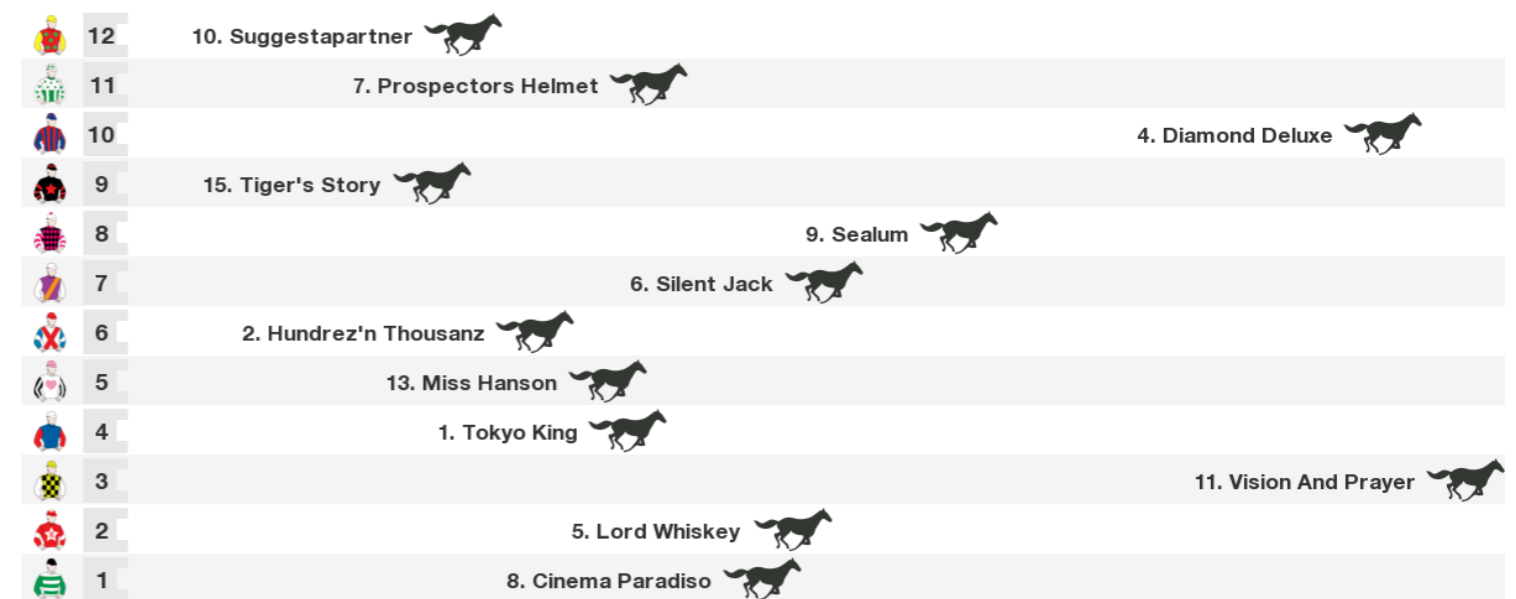 12 10. Suggestapartner
11 7. Prospectors Helmet
10 4. Diamond Deluxe
9 15. Tiger's Story
8 9. Sealum
7 6. Silent Jack
6 2. Hundrez'n Thousanz
5 13. Miss Hanson
4 1. Tokyo King
3 11. Vision And Prayer
2 5. Lord Whiskey
1 8. Cinema Paradiso